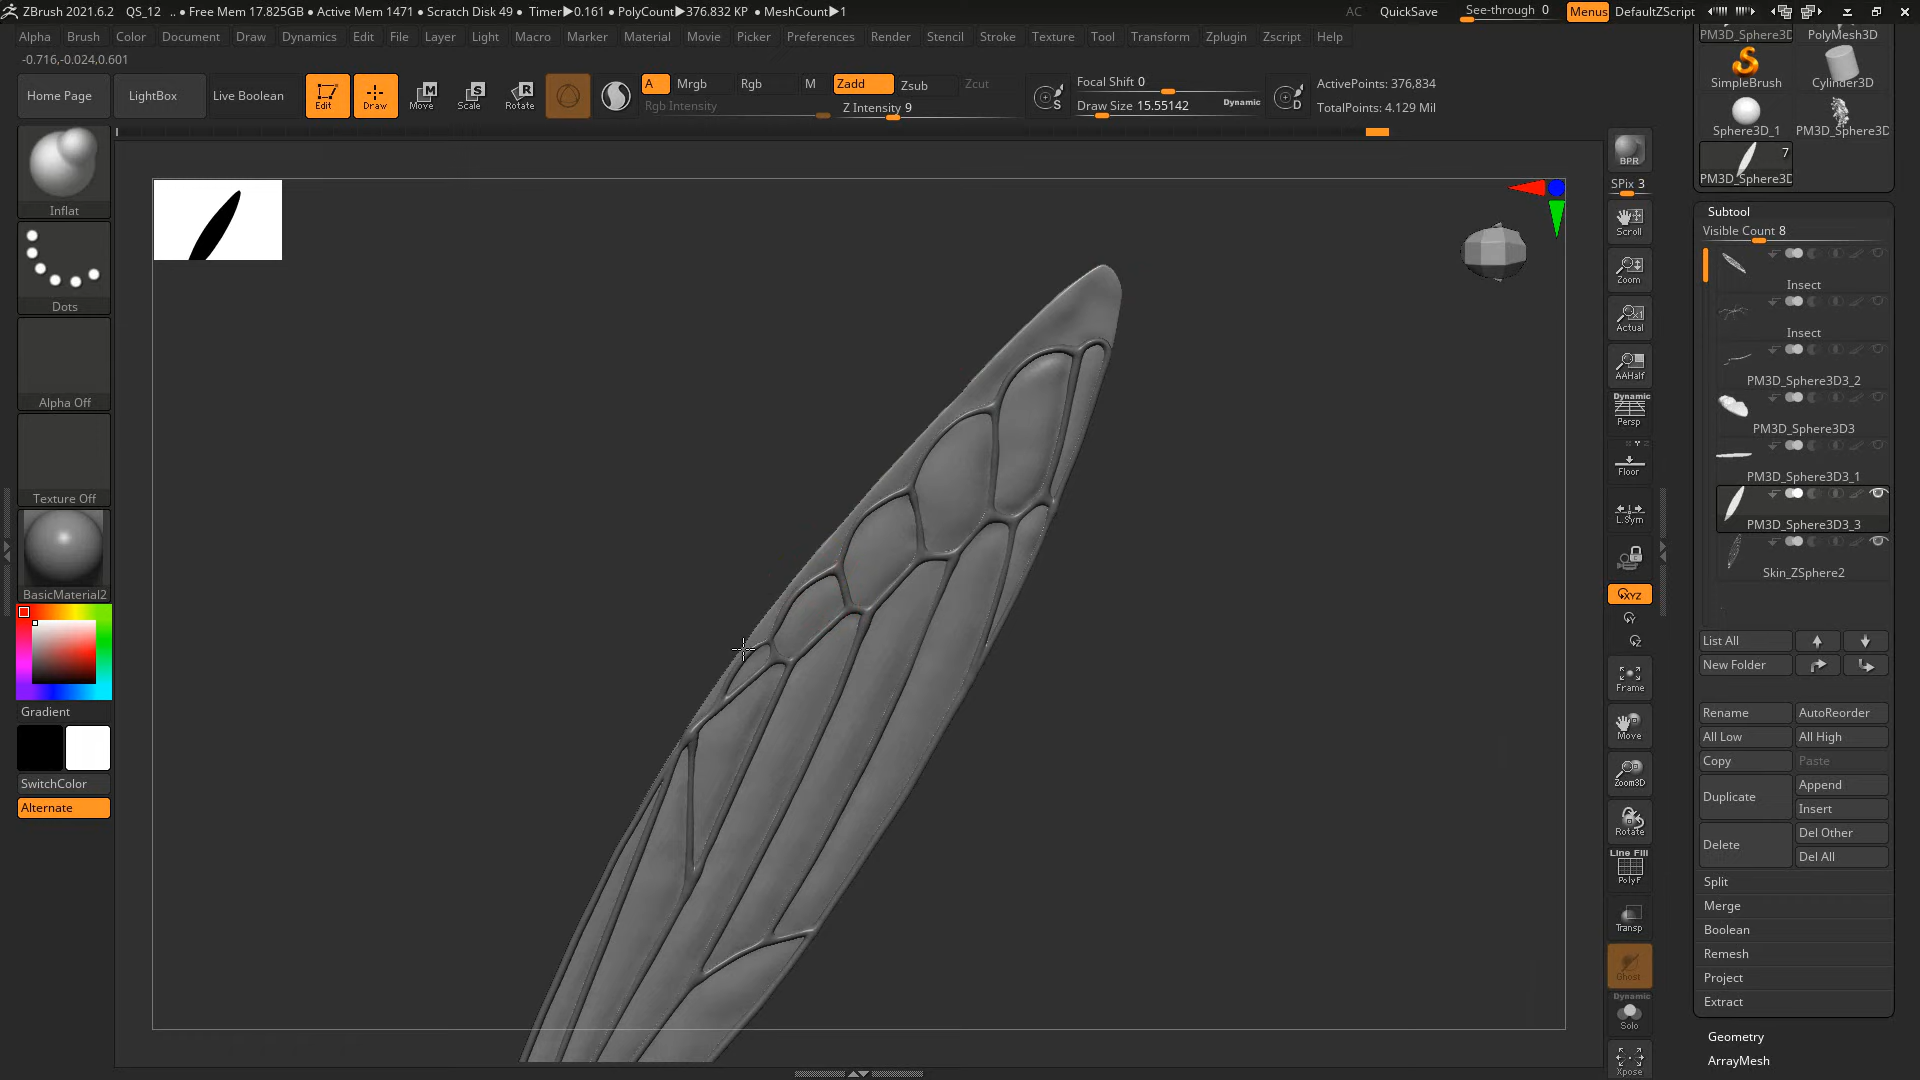 ZBrush 2021.6.2 QS_12 .. • Free Mem 17.825GB • Active Mem 1471 • Scratch Disk 49 • Timer▶0.161 • PolyCount▶376.832 KP • MeshCount▶1 AC QuickSave See-through 0 Menus DefaultZScript
Alpha Brush Color Document Draw Dynamics Edit File Layer Light Macro Marker Material Movie Picker Preferences Render Stencil Stroke Texture Tool Transform Zplugin Zscript Help
-0.716,-0.024,0.601
Home Page LightBox Live Boolean Edit Draw Move Scale Rotate
A Mrgb Rgb M Zadd Zsub Zcut
Rgb Intensity Z Intensity 9
Focal Shift 0
Draw Size 15.55142 Dynamic
ActivePoints: 376,834
TotalPoints: 4.129 Mil
Inflat
Dots
Alpha Off
Texture Off
BasicMaterial2
Gradient
SwitchColor
Alternate
BPR
SPix 3
Scroll
Zoom
Actual
AAHalf
Dynamic
Persp
Floor
L.Sym
XYZ
Frame
Move
Zoom3D
Rotate
Line Fill
PolyF
Transp
Ghost
Dynamic
Solo
Xpose
PM3D_Sphere3D PolyMesh3D
SimpleBrush Cylinder3D
Sphere3D_1 PM3D_Sphere3D
7
PM3D_Sphere3D
Subtool
Visible Count 8
Insect
Insect
PM3D_Sphere3D3_2
PM3D_Sphere3D3
PM3D_Sphere3D3_1
PM3D_Sphere3D3_3
Skin_ZSphere2
List All
New Folder
Rename AutoReorder
All Low All High
Copy Paste
Duplicate Append
Insert
Delete Del Other
Del All
Split
Merge
Boolean
Remesh
Project
Extract
Geometry
ArrayMesh